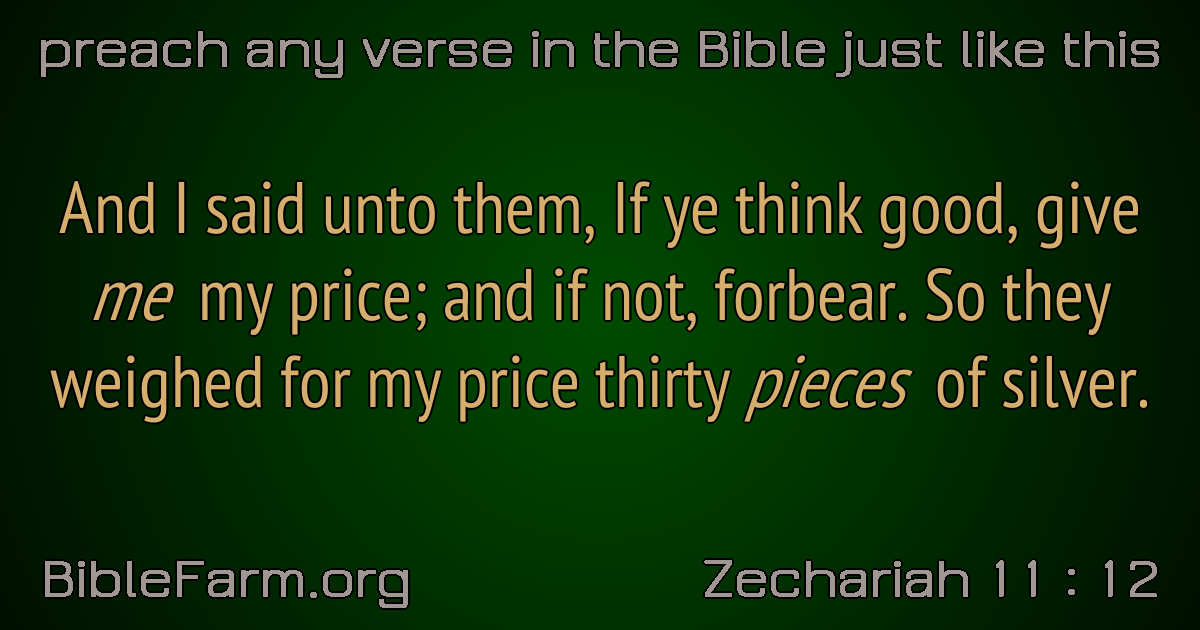 preach any verse in the Bible just like this
And I said unto them, If ye think good, give
me my price; and if not, forbear. So they
weighed for my price thirty pieces of silver.
BibleFarm.org
Zechariah 11 : 12